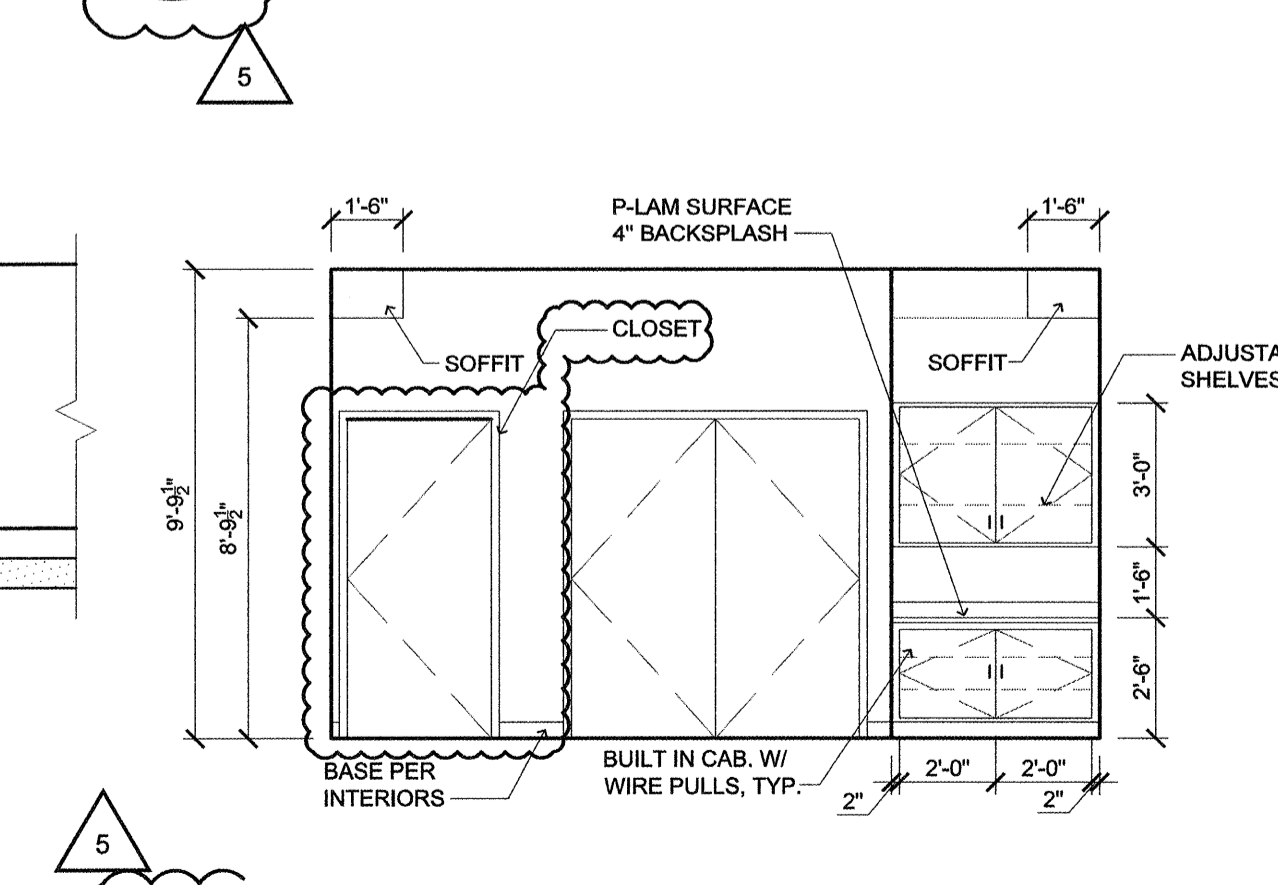 5
1'-6"
P-LAM SURFACE
4" BACKSPLASH
1'-6"
CLOSET
SOFFIT
SOFFIT
ADJUSTA
SHELVES
9'-9½"
8'-9½"
3'-0"
1'-6"
2'-6"
BASE PER
INTERIORS
BUILT IN CAB. W/
WIRE PULLS, TYP.
2'-0"
2'-0"
2"
2"
5